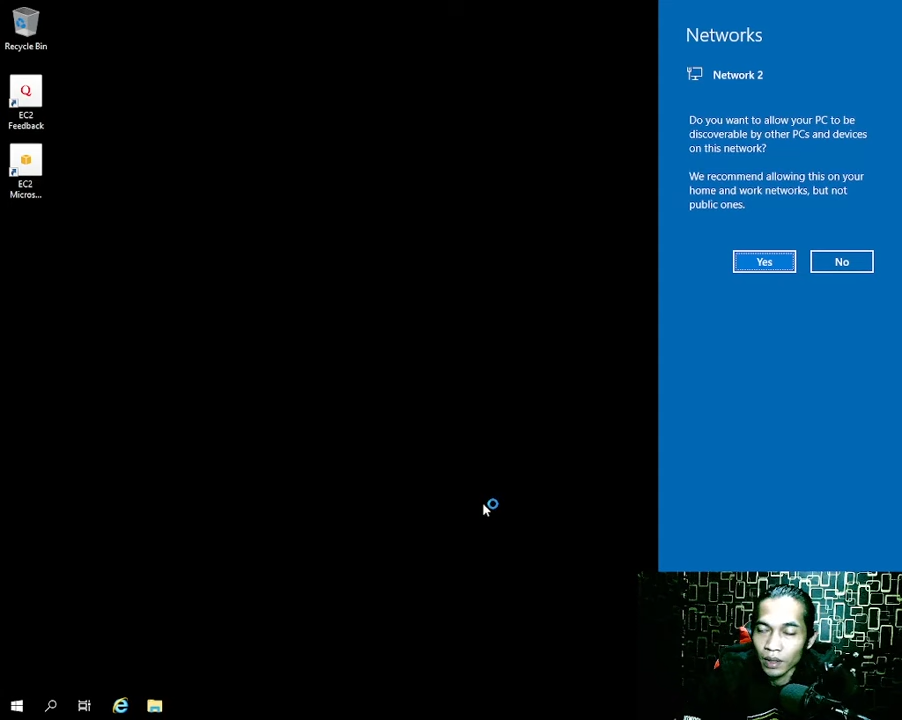 Recycle Bin
Q
EC2
Feedback
EC2
Micros...
Networks
Network 2
Do you want to allow your PC to be
discoverable by other PCs and devices
on this network?
We recommend allowing this on your
home and work networks, but not
public ones.
Yes
No